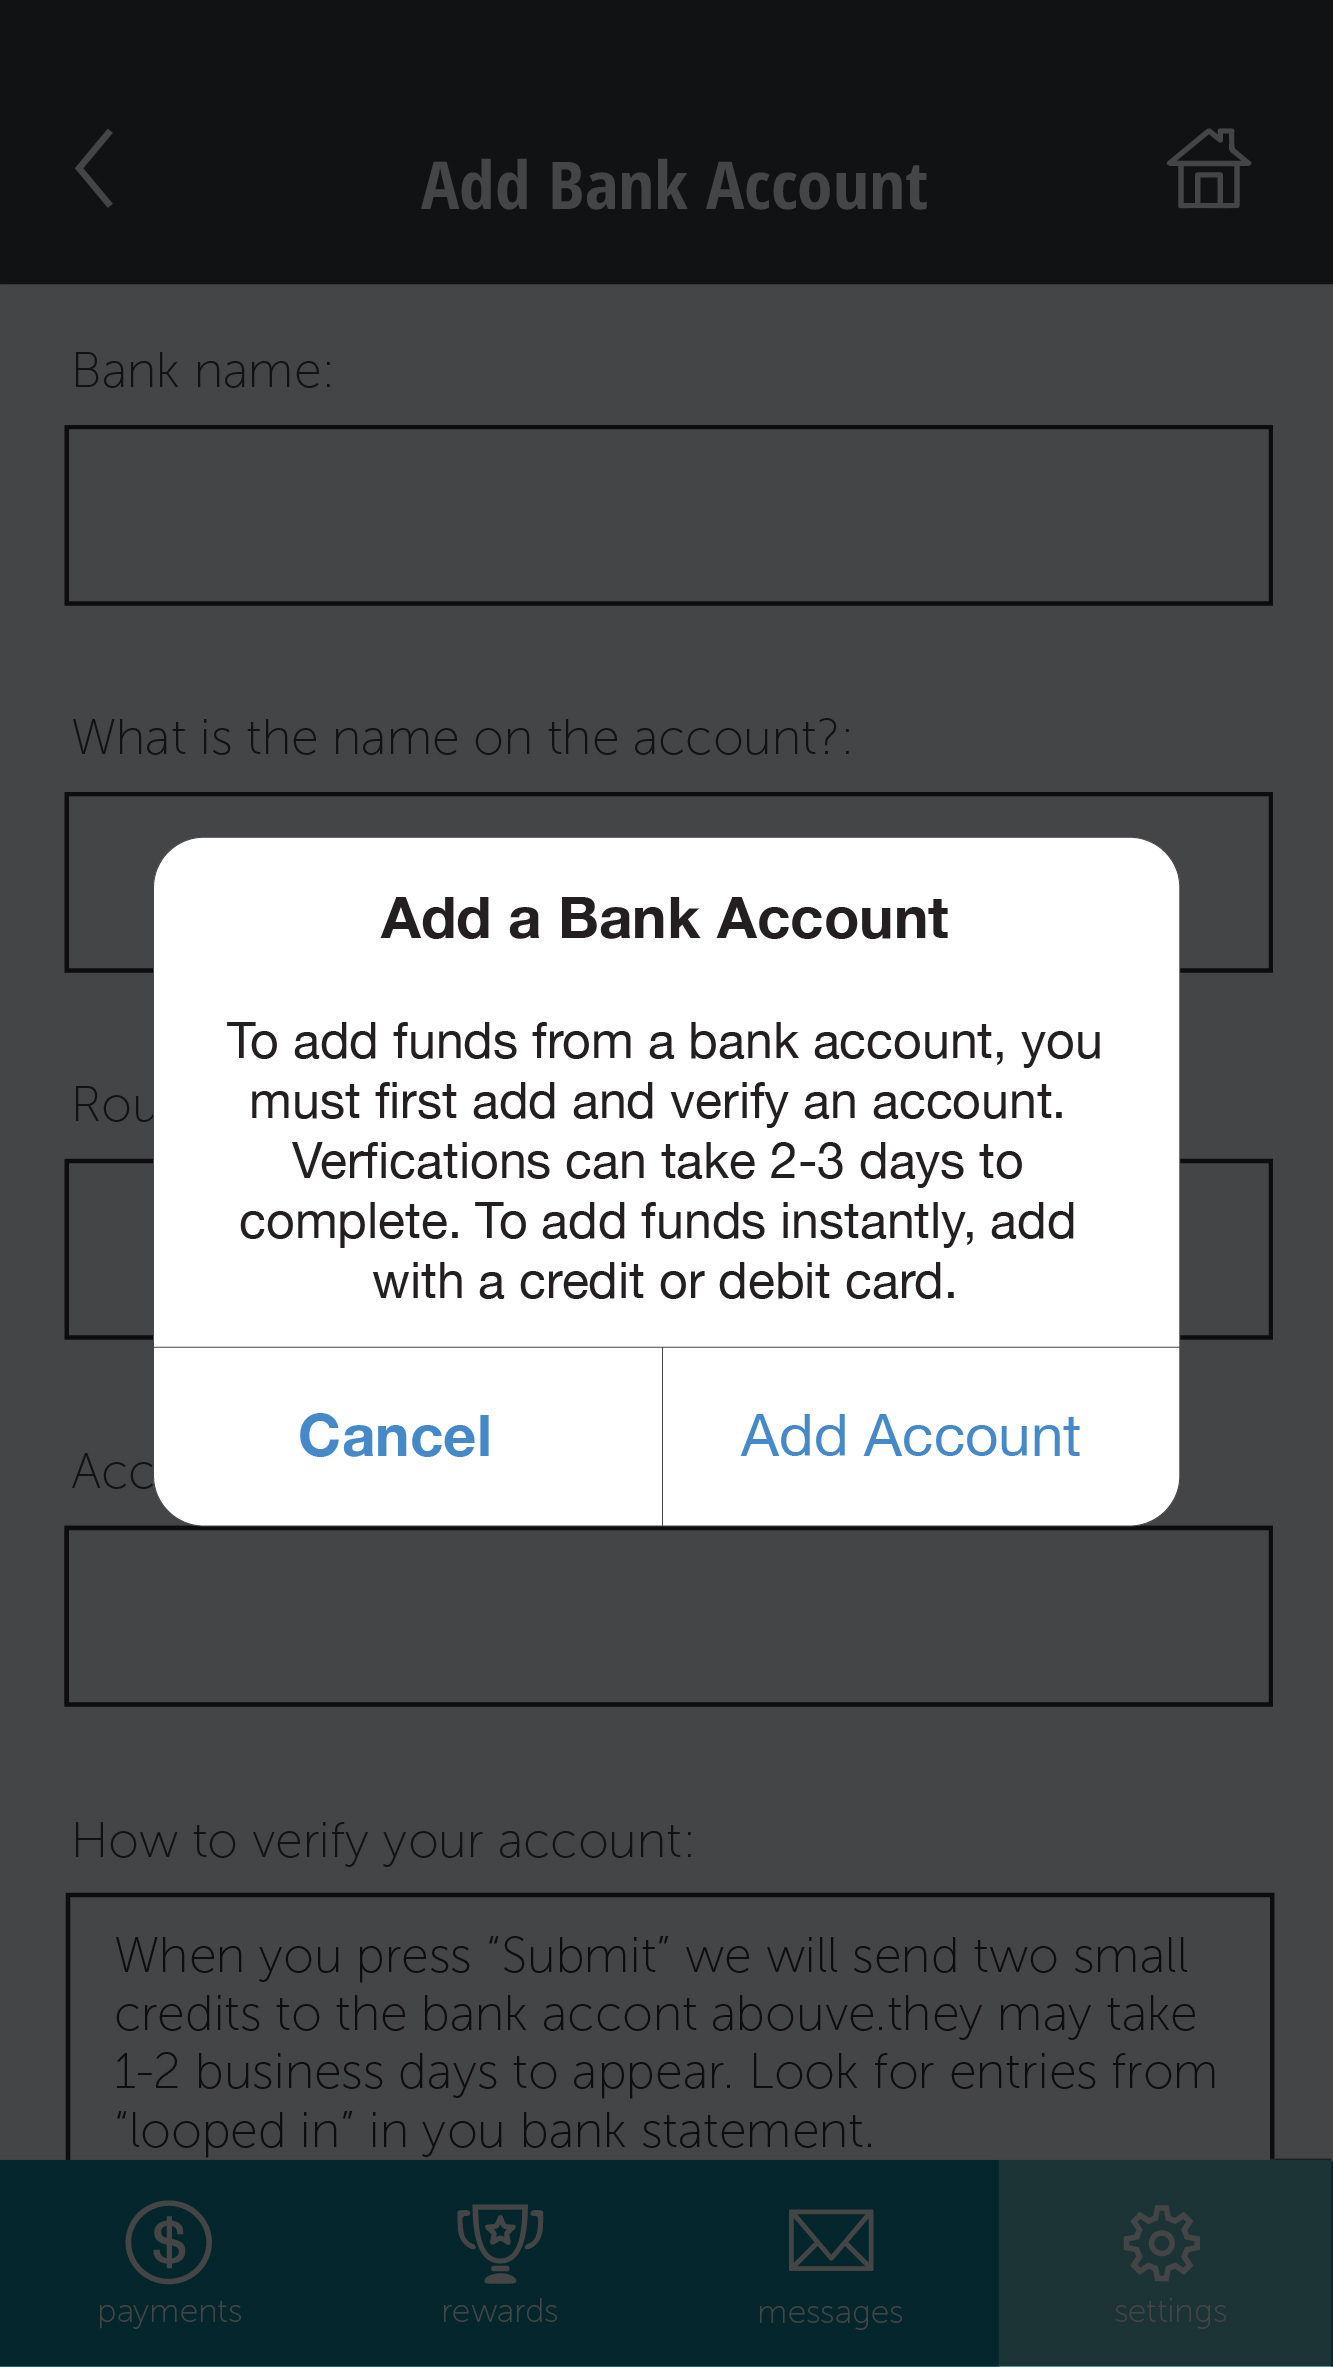 Add Bank Account
Bank name:
What is the name on the account?:
Add a Bank Account
To add funds from a bank account, you
must first add and verify an account.
Verfications can take 2-3 days to
complete. To add funds instantly, add
with a credit or debit card.
Cancel
Add Account
How to verify your account:
When you press “Submit” we will send two small
credits to the bank accont abouve.they may take
1-2 business days to appear. Look for entries from
“looped in” in you bank statement.
payments
rewards
messages
settings